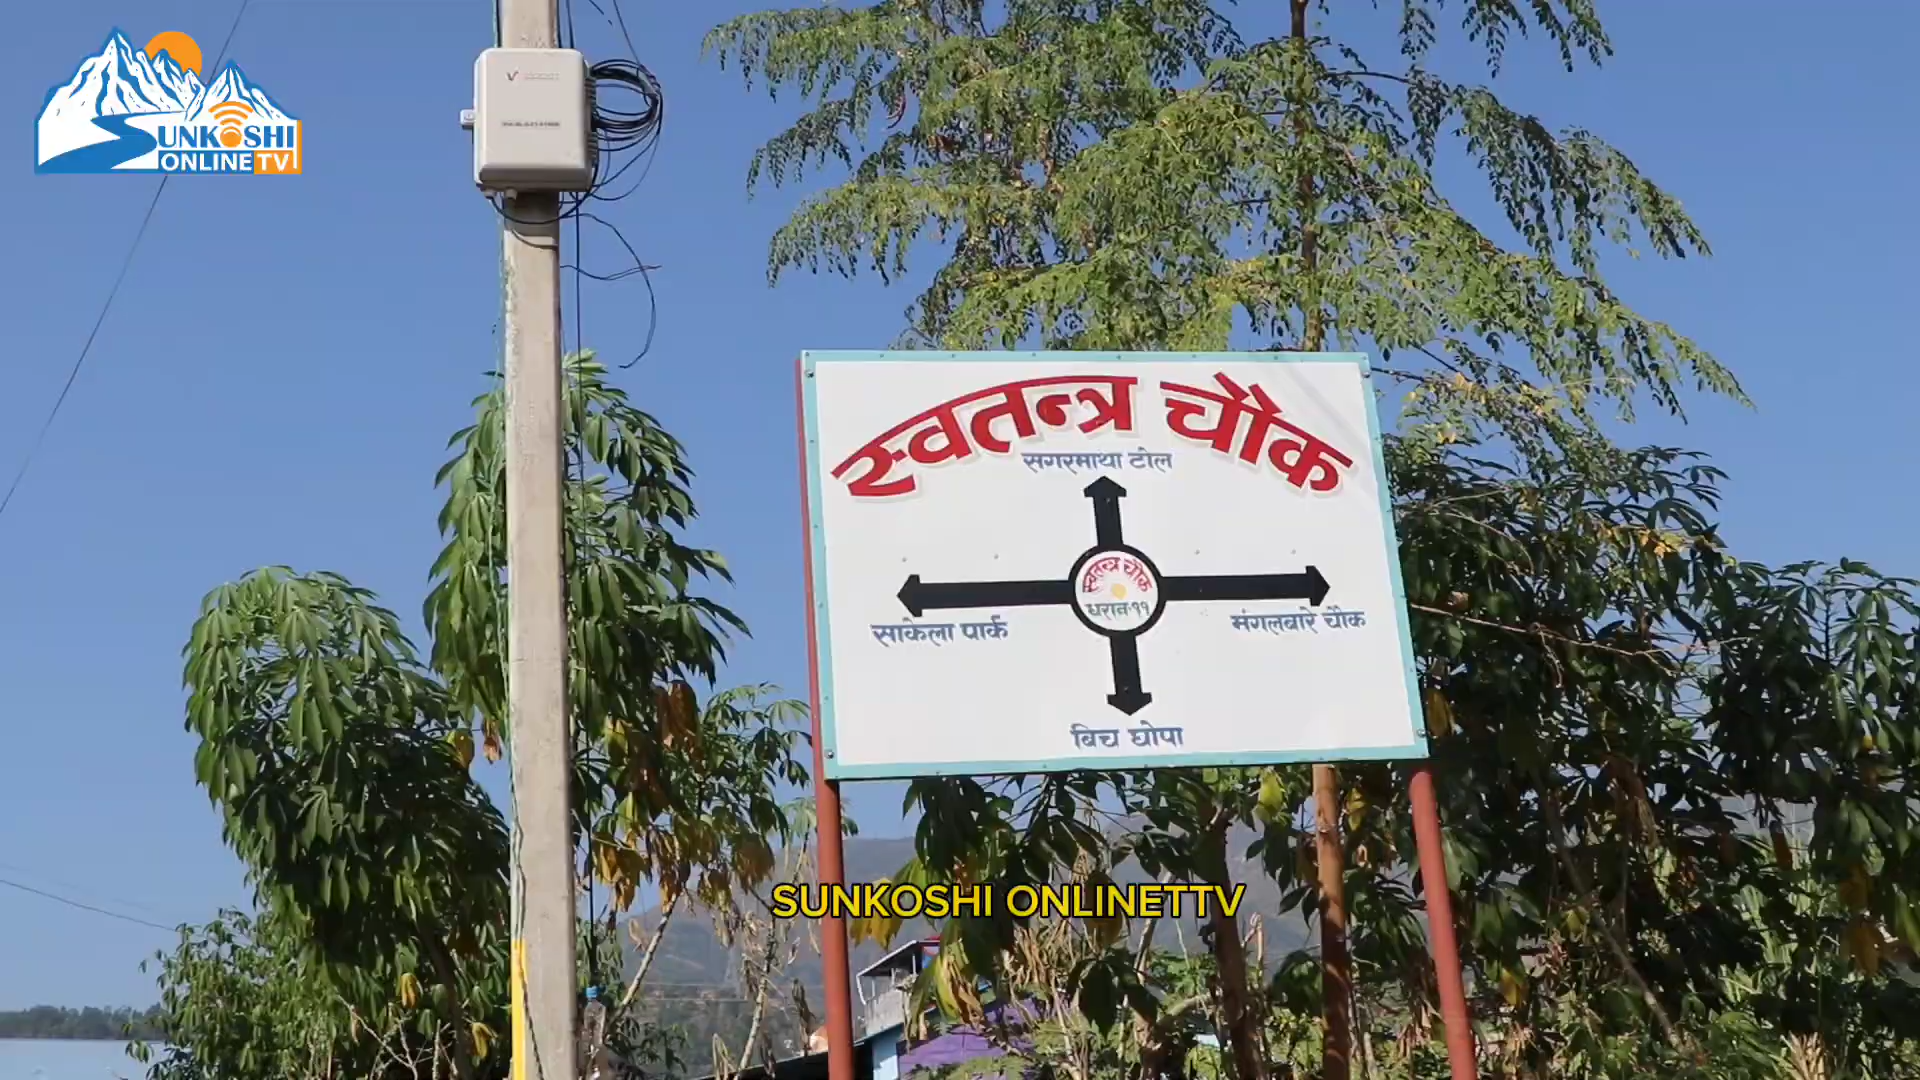 SUNKOSHI
ONLINE TV
स्वतन्त्र चौक
सगरमाथा टोल
स्वतन्त्र चौक
धरान-११
साकेला पार्क
मंगलबारे चौक
बिच घोपा
SUNKOSHI ONLINETTV